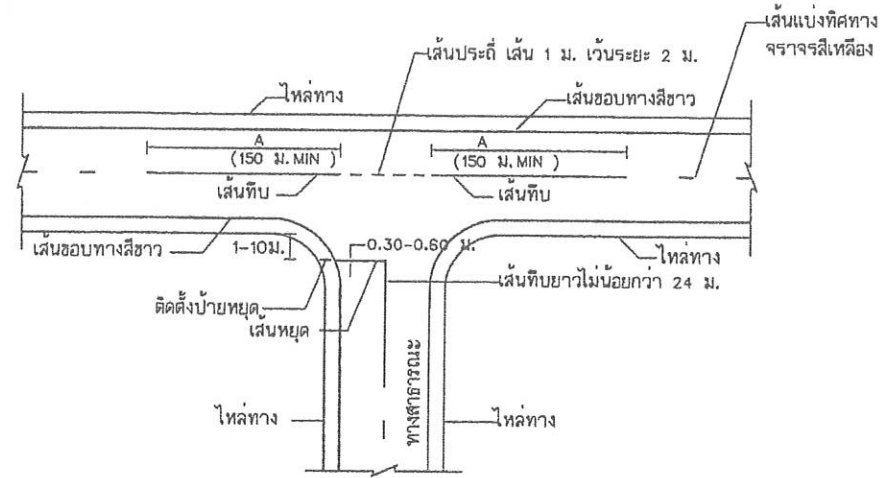 เส้นแบ่งทิศทาง
จราจรสีเหลือง
เส้นประถี่ เส้น 1 ม. เว้นระยะ 2 ม.
ไหล่ทาง
เส้นขอบทางสีขาว
A
(150 ม. MIN )
A
(150 ม. MIN )
เส้นทึบ
เส้นทึบ
เส้นขอบทางสีขาว
1-10ม.
0.30-0.60 ม.
ไหล่ทาง
เส้นทึบยาวไม่น้อยกว่า 24 ม.
ติดตั้งป้ายหยุด
เส้นหยุด
ทางสาธารณะ
ไหล่ทาง
ไหล่ทาง